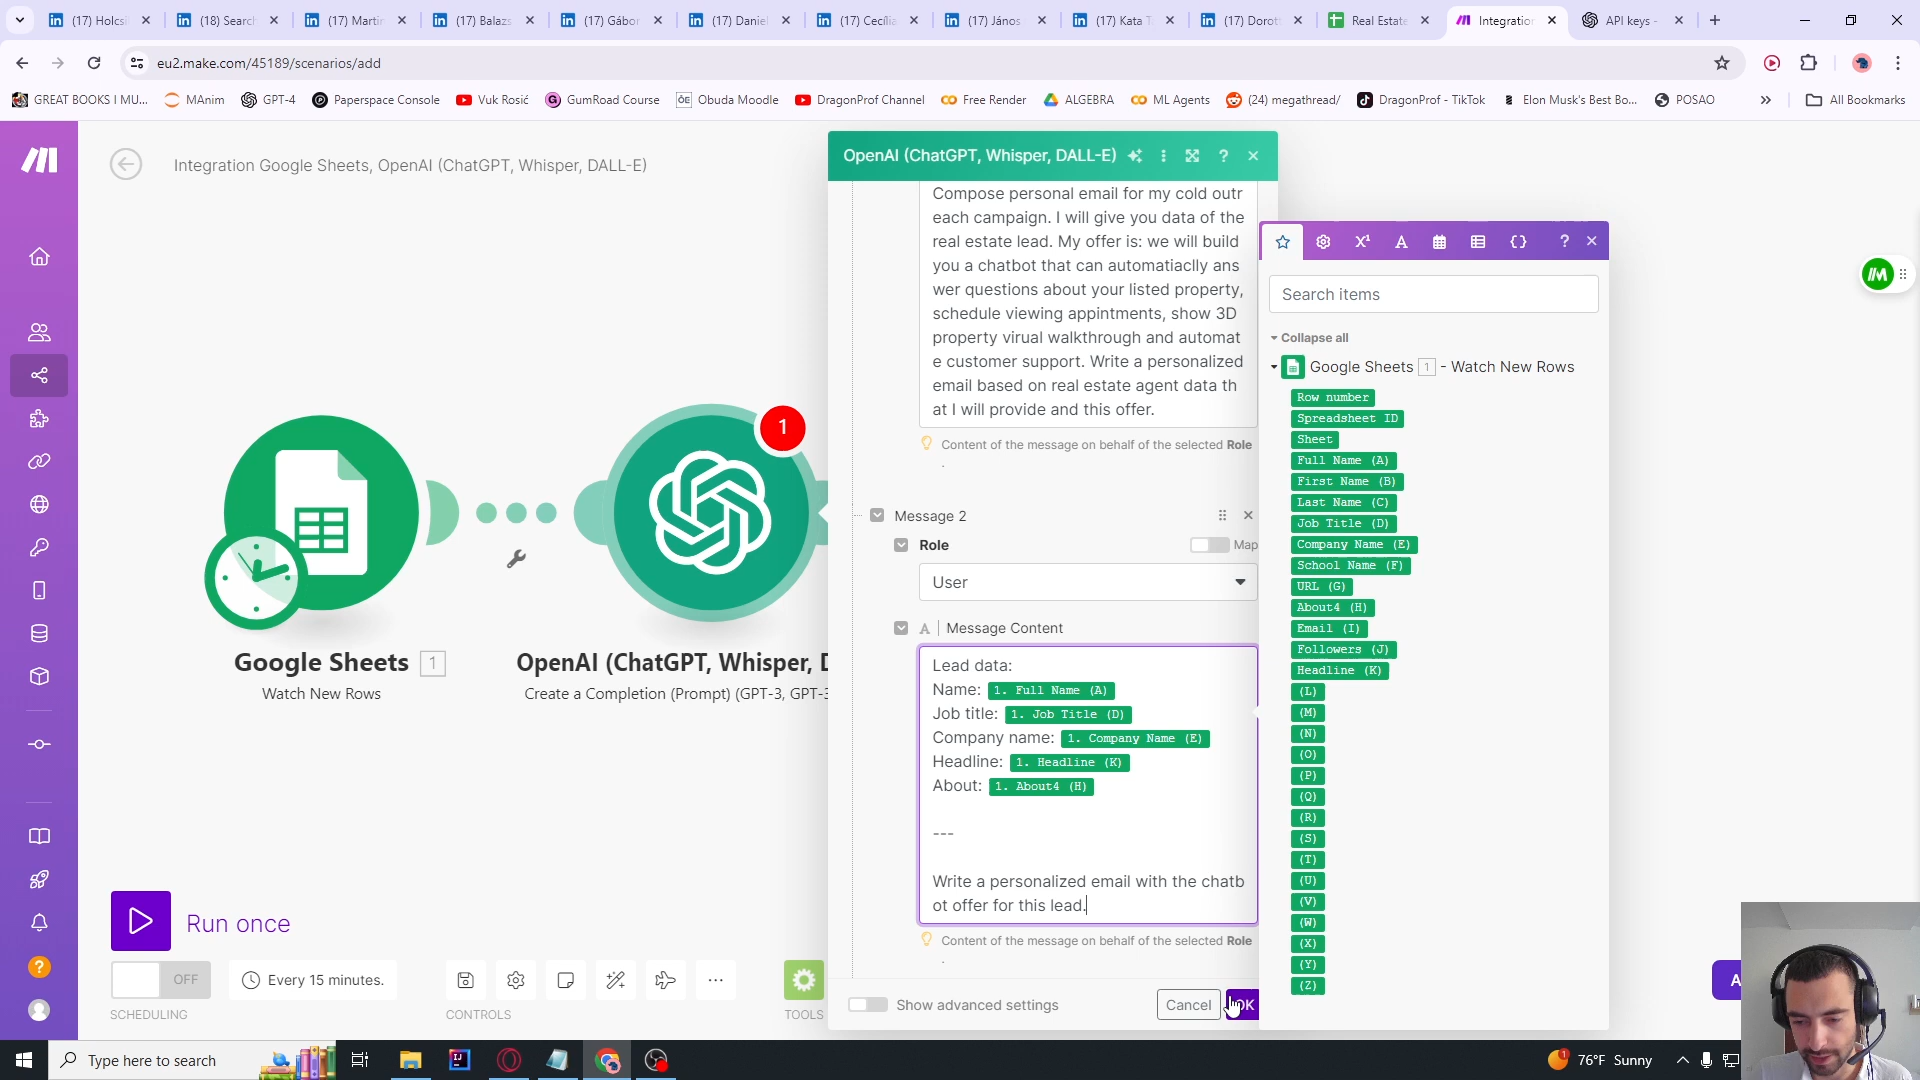 (17) Holcsi
(18) Search
(17) Martin
(17) Balazs
(17) Gábor
(17) Daniel
(17) Cecília
(17) János
(17) Kata T
(17) Dorott
Real Estate
Integration
API keys -
eu2.make.com/45189/scenarios/add
GREAT BOOKS I MU...
MAnim
GPT-4
Paperspace Console
Vuk Rosić
GumRoad Course
Obuda Moodle
DragonProf Channel
Free Render
ALGEBRA
ML Agents
(24) megathread/
DragonProf - TikTok
Elon Musk's Best Bo...
POSAO
All Bookmarks
Integration Google Sheets, OpenAI (ChatGPT, Whisper, DALL-E)
OpenAI (ChatGPT, Whisper, DALL-E)
Compose personal email for my cold outr
each campaign. I will give you data of the
real estate lead. My offer is: we will build
you a chatbot that can automatiaclly ans
wer questions about your listed property,
schedule viewing appintments, show 3D
property virual walkthrough and automat
e customer support. Write a personalized
email based on real estate agent data th
at I will provide and this offer.
Content of the message on behalf of the selected Role
.
Message 2
Role
Map
User
A | Message Content
Lead data:
Name: 1. Full Name (A)
Job title: 1. Job Title (D)
Company name: 1. Company Name (E)
Headline: 1. Headline (K)
About: 1. About4 (H)
---
Write a personalized email with the chatb
ot offer for this lead.
Content of the message on behalf of the selected Role
.
Show advanced settings
Cancel
OK
Search items
Collapse all
Google Sheets 1 - Watch New Rows
Row number
Spreadsheet ID
Sheet
Full Name (A)
First Name (B)
Last Name (C)
Job Title (D)
Company Name (E)
School Name (F)
URL (G)
About4 (H)
Email (I)
Followers (J)
Headline (K)
(L)
(M)
(N)
(O)
(P)
(Q)
(R)
(S)
(T)
(U)
(V)
(W)
(X)
(Y)
(Z)
1
Google Sheets 1
Watch New Rows
OpenAI (ChatGPT, Whisper, D
Create a Completion (Prompt) (GPT-3, GPT-3
Run once
OFF
Every 15 minutes.
SCHEDULING
CONTROLS
TOOLS
A
Type here to search
76°F Sunny